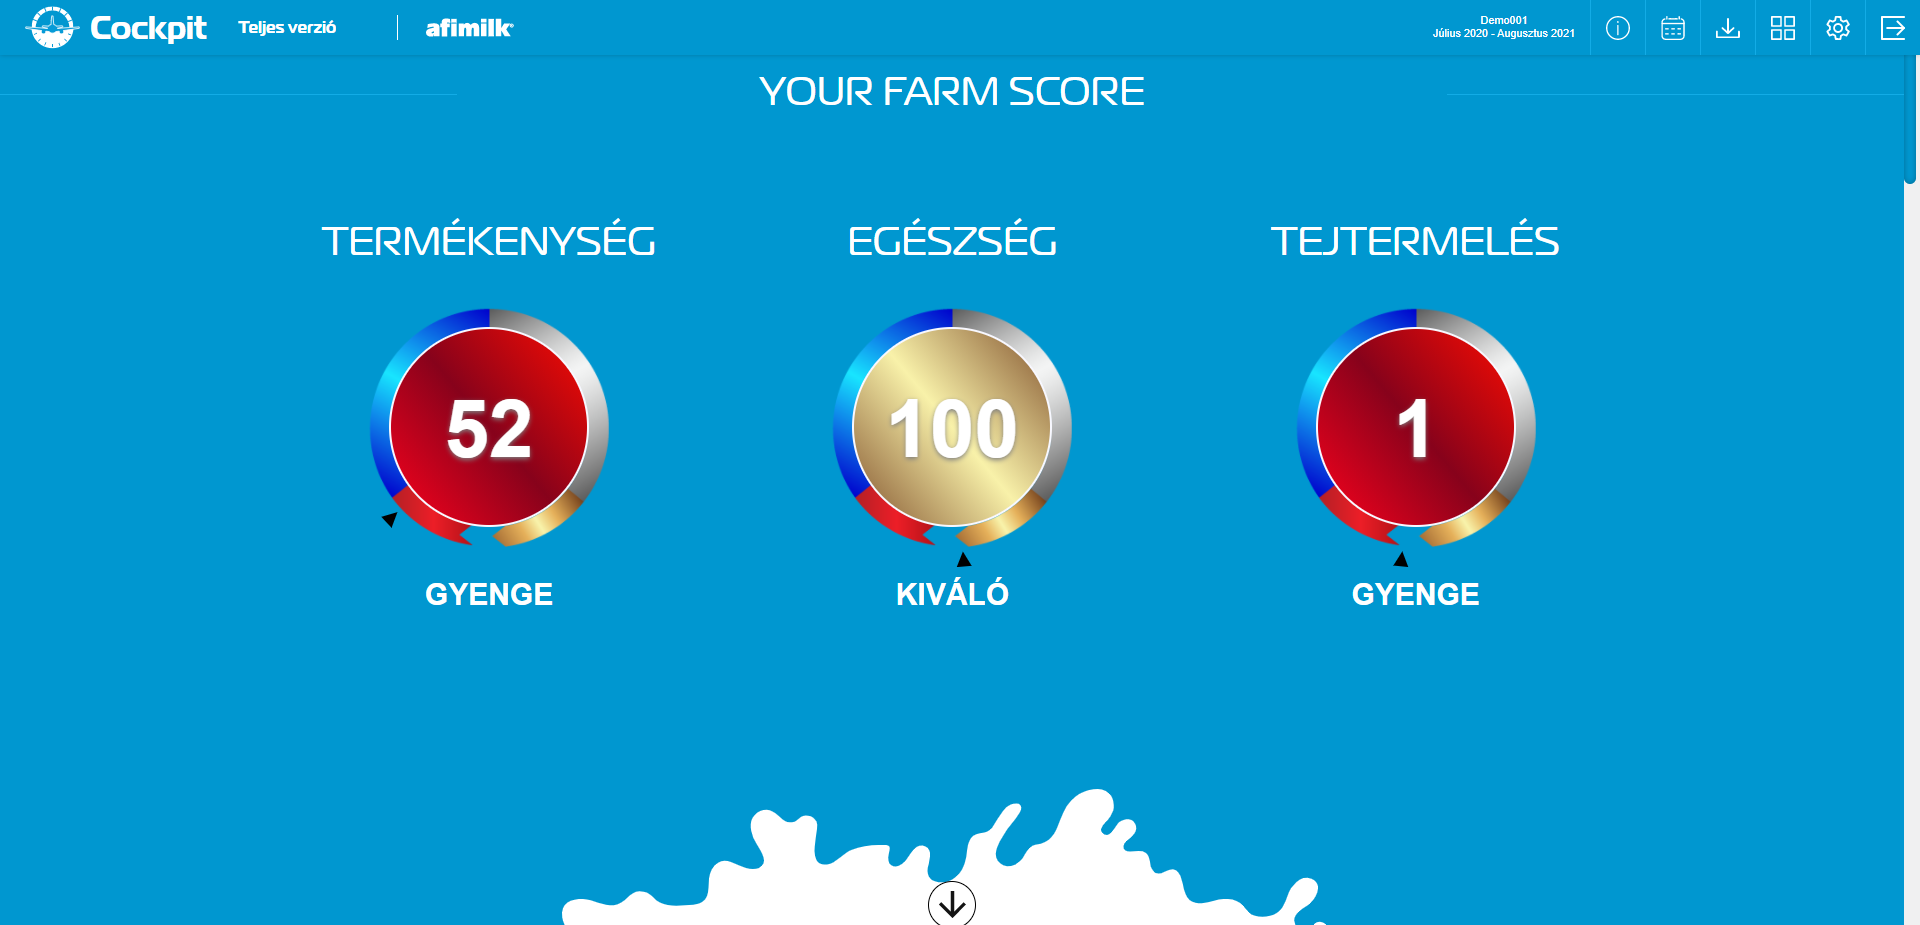 Cockpit
Teljes verzió
afimilk
Demo001
Július 2020 - Augusztus 2021
YOUR FARM SCORE
TERMÉKENYSÉG
EGÉSZSÉG
TEJTERMELÉS
52
100
1
GYENGE
KIVÁLÓ
GYENGE